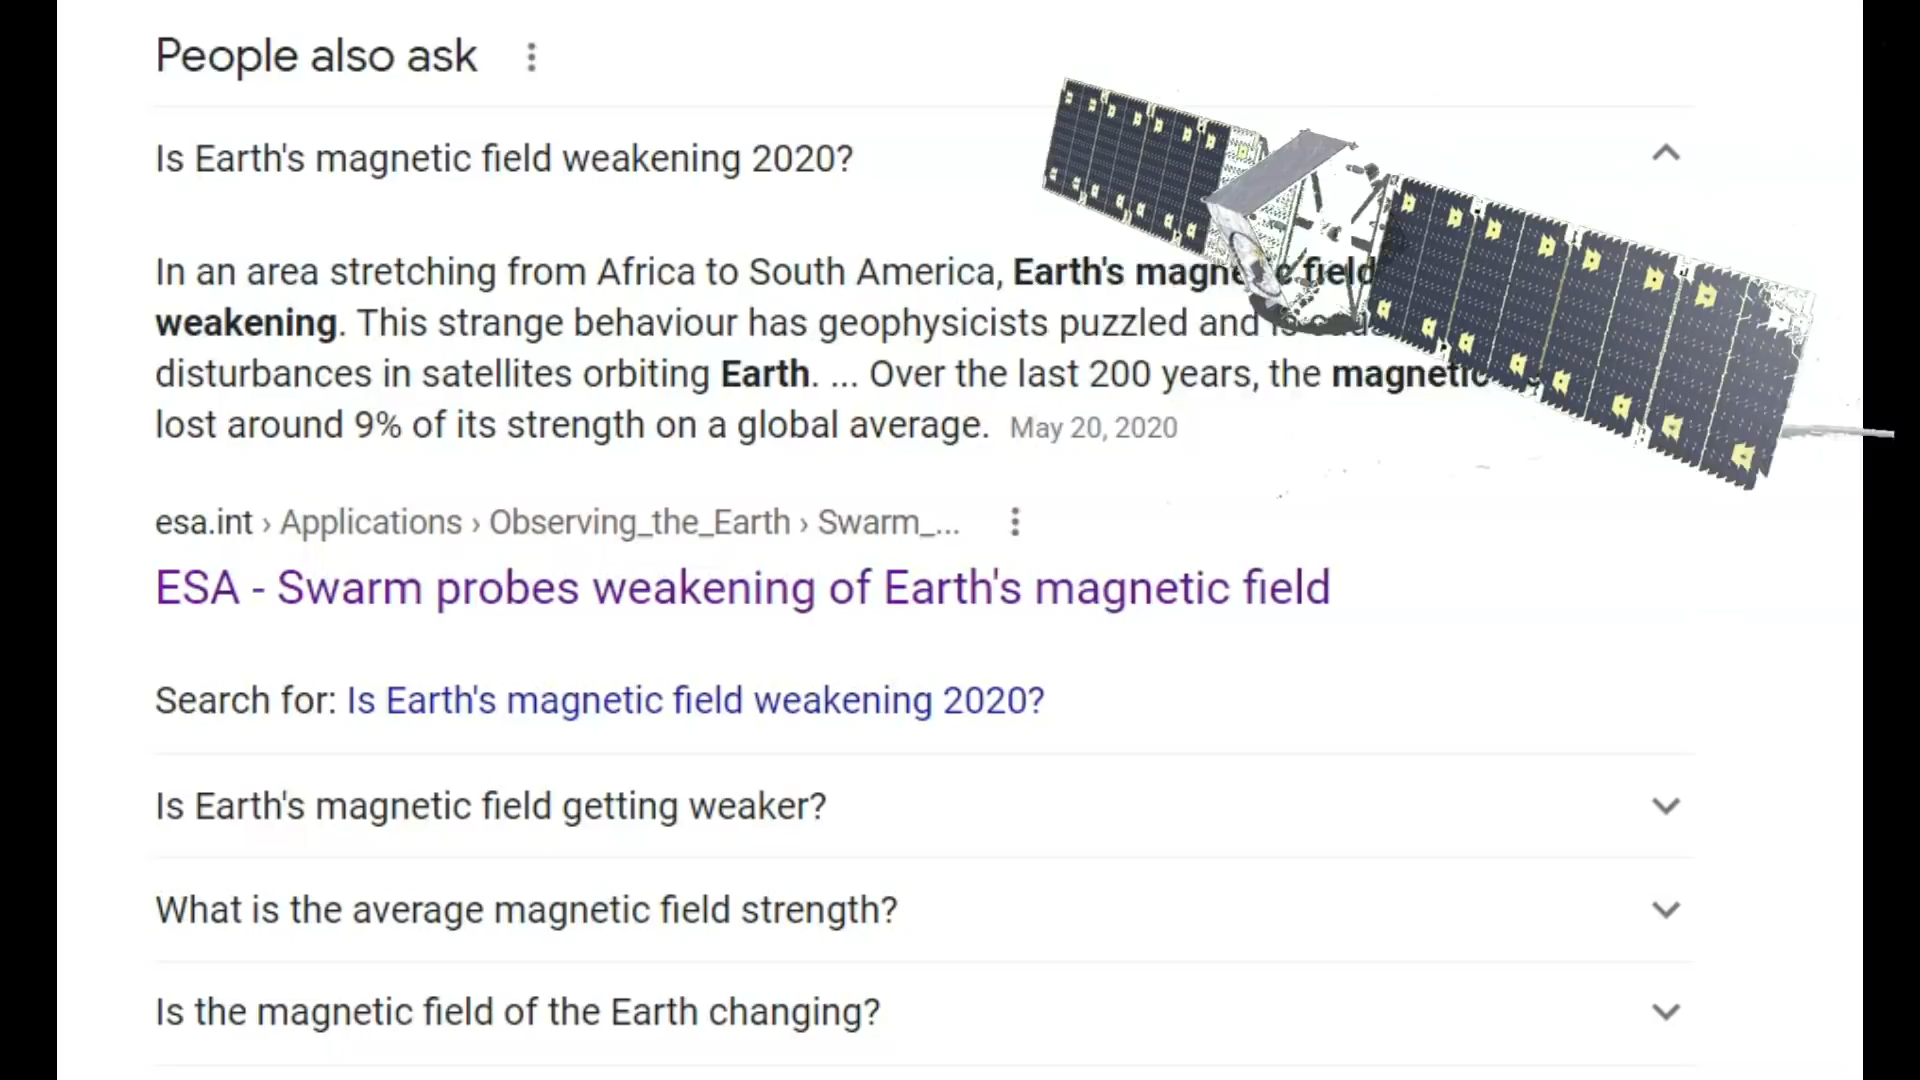 People also ask
Is Earth's magnetic field weakening 2020?
In an area stretching from Africa to South America, Earth's magne c field
weakening. This strange behaviour has geophysicists puzzled and
disturbances in satellites orbiting Earth. ... Over the last 200 years, the magnetic
lost around 9% of its strength on a global average. May 20, 2020
esa.int › Applications › Observing_the_Earth › Swarm_...
ESA - Swarm probes weakening of Earth's magnetic field
Search for: Is Earth's magnetic field weakening 2020?
Is Earth's magnetic field getting weaker?
What is the average magnetic field strength?
Is the magnetic field of the Earth changing?